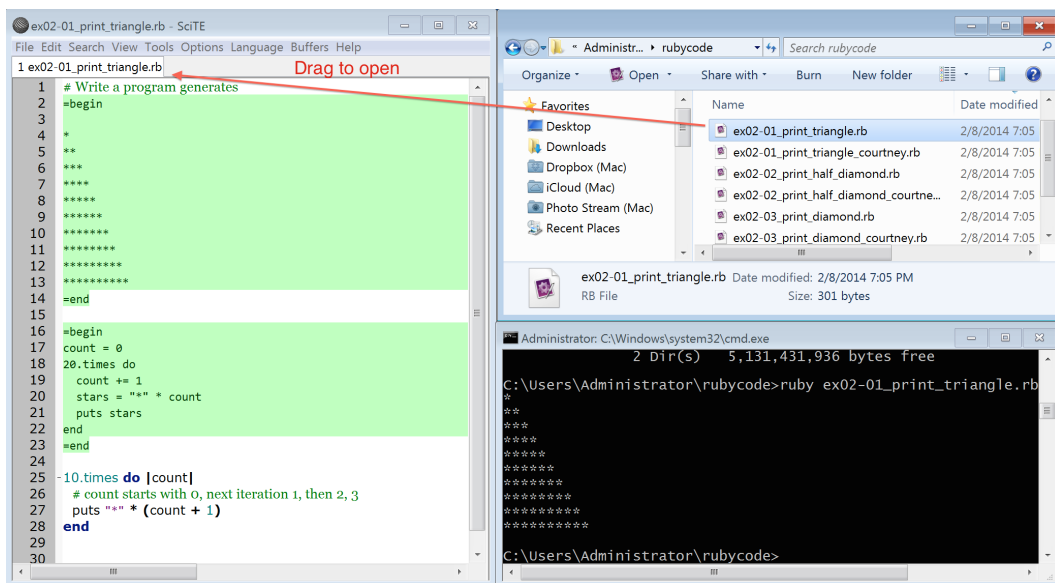 ex02-01_print_triangle.rb - SciTE
File Edit Search View Tools Options Language Buffers Help
1 ex02-01_print_triangle.rb
Drag to open
1 # Write a program generates
2 =begin
3
4 *
5 **
6 ***
7 ****
8 *****
9 ******
10 *******
11 ********
12 *********
13 **********
14 =end
15
16 =begin
17 count = 0
18 20.times do
19 count += 1
20 stars = "*" * count
21 puts stars
22 end
23 =end
24
25 -10.times do |count|
26 # count starts with 0, next iteration 1, then 2, 3
27 puts "*" * (count + 1)
28 end
29
30
« Administr... rubycode
Search rubycode
Organize Open Share with Burn New folder
Favorites
Desktop
Downloads
Dropbox (Mac)
iCloud (Mac)
Photo Stream (Mac)
Recent Places
Name Date modified
ex02-01_print_triangle.rb 2/8/2014 7:05
ex02-01_print_triangle_courtney.rb 2/8/2014 7:05
ex02-02_print_half_diamond.rb 2/8/2014 7:05
ex02-02_print_half_diamond_courtne... 2/8/2014 7:05
ex02-03_print_diamond.rb 2/8/2014 7:05
ex02-03_print_diamond_courtney.rb 2/8/2014 7:05
ex02-01_print_triangle.rb Date modified: 2/8/2014 7:05 PM
RB File Size: 301 bytes
Administrator: C:\Windows\system32\cmd.exe
2 Dir(s) 5,131,431,936 bytes free
C:\Users\Administrator\rubycode>ruby ex02-01_print_triangle.rb
*
**
***
****
*****
******
*******
********
*********
**********
C:\Users\Administrator\rubycode>